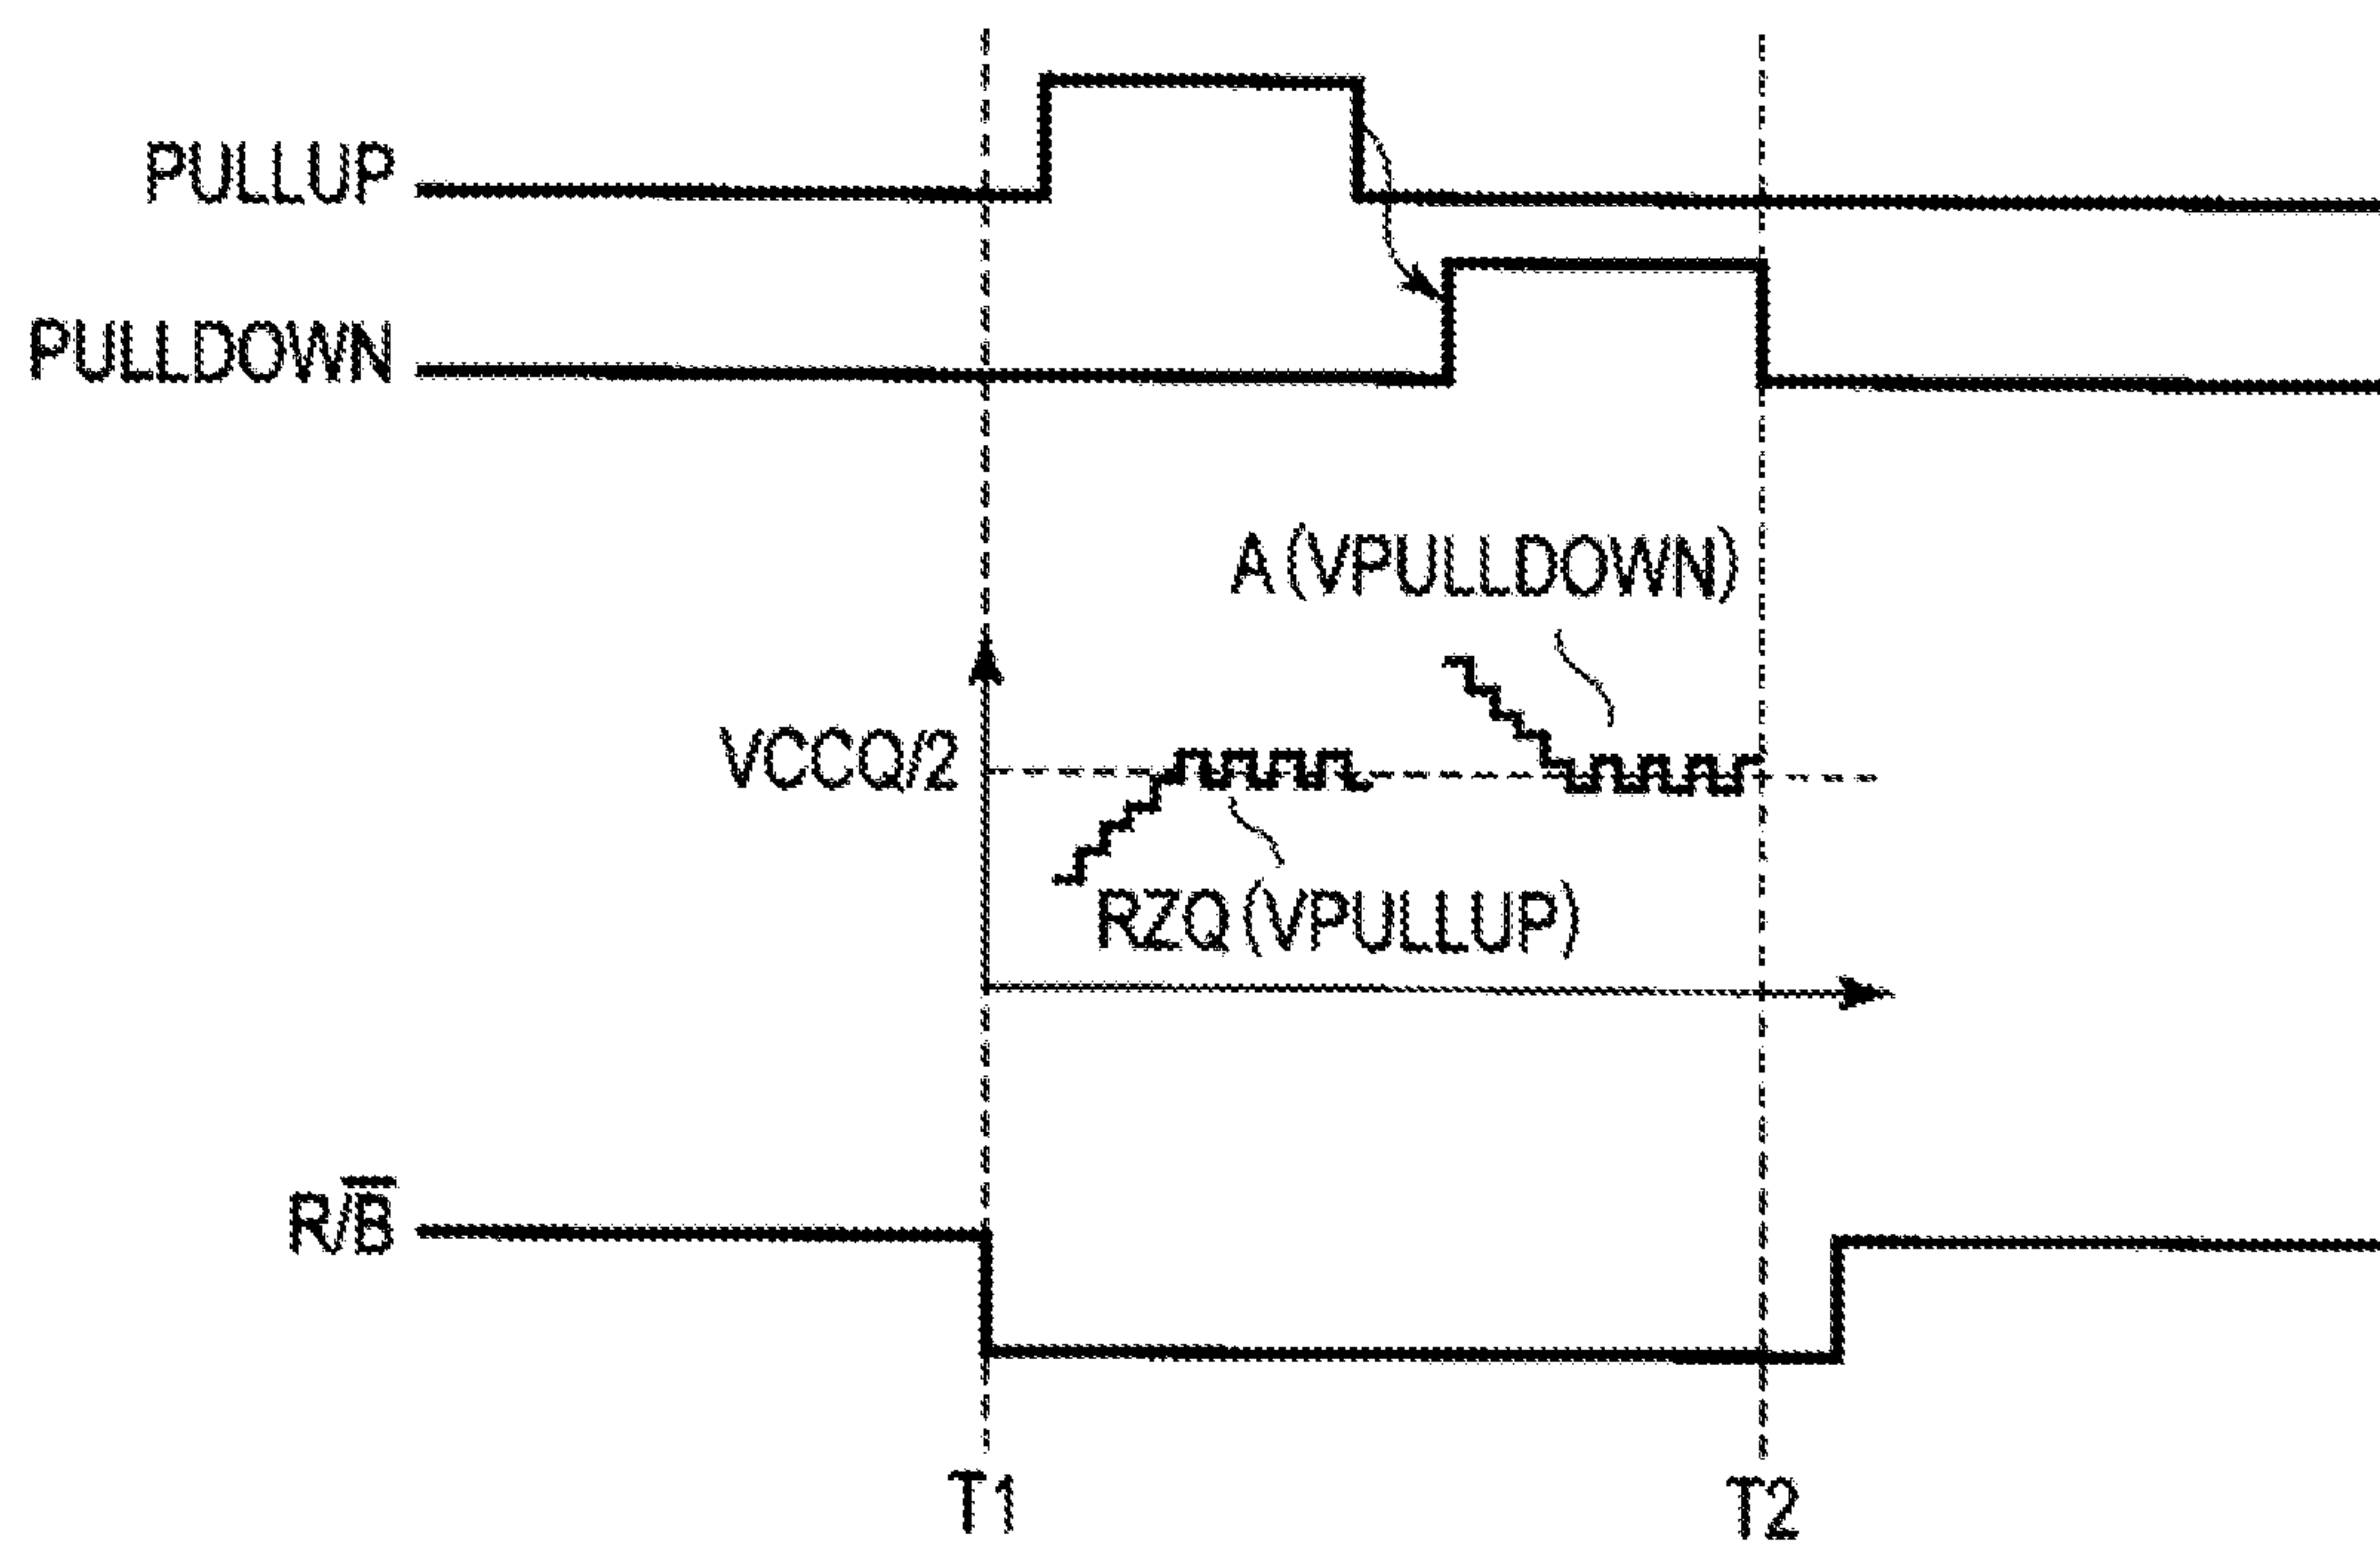 PULLUP
PULLDOWN
A (VPULLDOWN)
VCCQ/2
RZQ (VPULLUP)
R/B̅
T1
T2